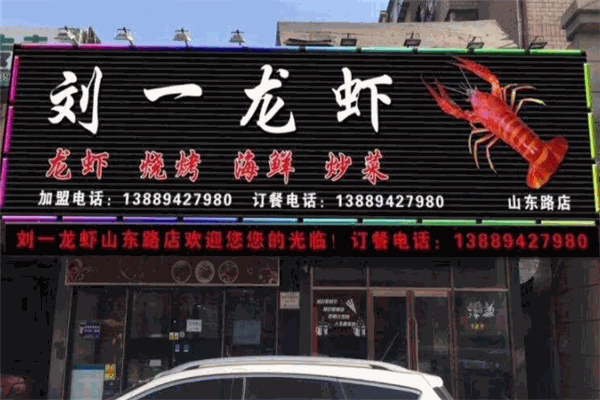 刘一龙虾
龙虾 烧烤 海鲜 炒菜
加盟电话：13889427980 订餐电话：13889427980 山东路店
刘一龙虾山东路店欢迎您您的光临！订餐电话：13889427980